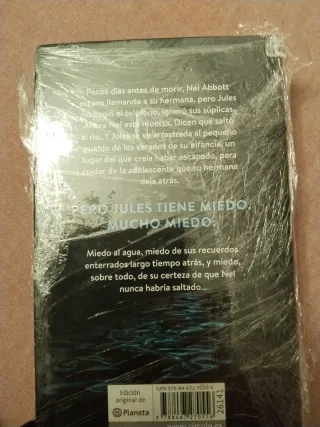 Pocos días antes de morir, Nel Abbott
estuvo llamando a su hermana, pero Jules
no cogió el teléfono, ignoró sus súplicas.
Ahora Nel está muerta. Dicen que saltó
al río. Y Jules se ve arrastrada al pequeño
pueblo de los veranos de su infancia, un
lugar del que creía haber escapado, para
cuidar de la adolescente que su hermana
deja atrás.
PERO JULES TIENE MIEDO.
MUCHO MIEDO.
Miedo al agua, miedo de sus recuerdos
enterrados largo tiempo atrás, y miedo,
sobre todo, de su certeza de que Nel
nunca habría saltado...
Edición
original de
Planeta
26141